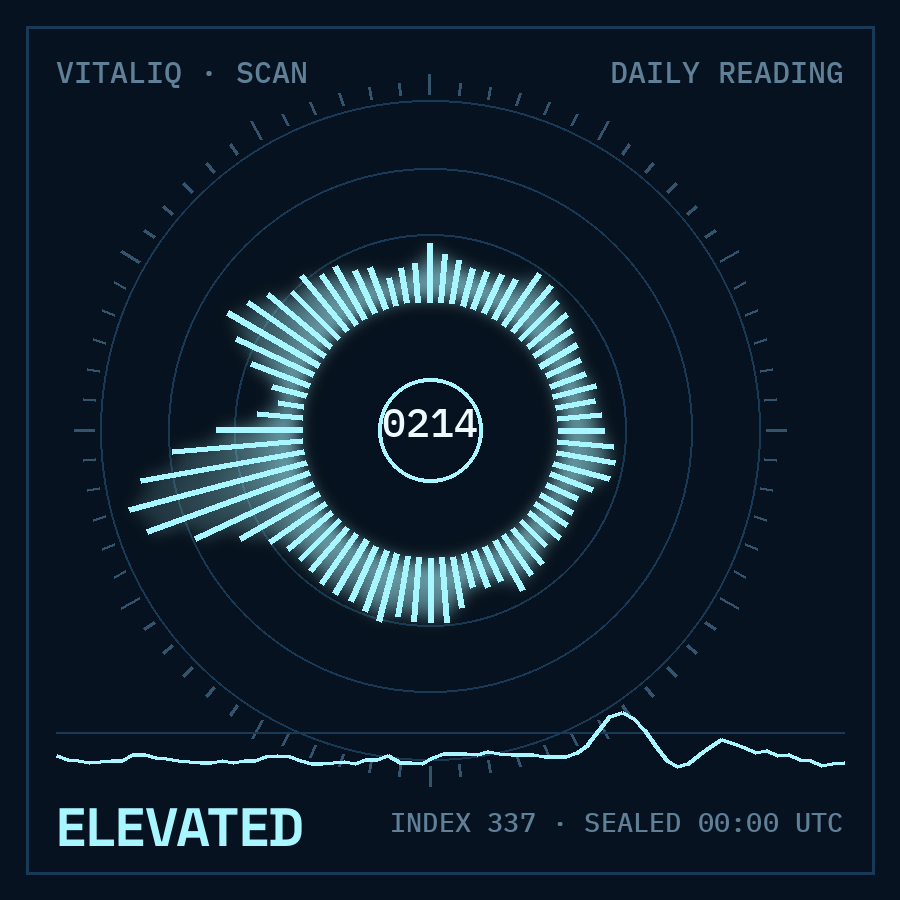 VITALIQ · SCAN
DAILY READING
0214
ELEVATED
INDEX 337 · SEALED 00:00 UTC